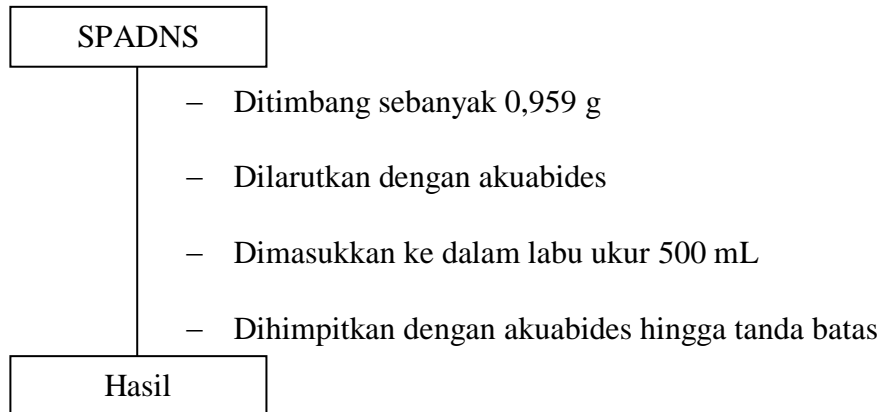 SPADNS
– Ditimbang sebanyak 0,959 g
– Dilarutkan dengan akuabides
– Dimasukkan ke dalam labu ukur 500 mL
– Dihimpitkan dengan akuabides hingga tanda batas
Hasil